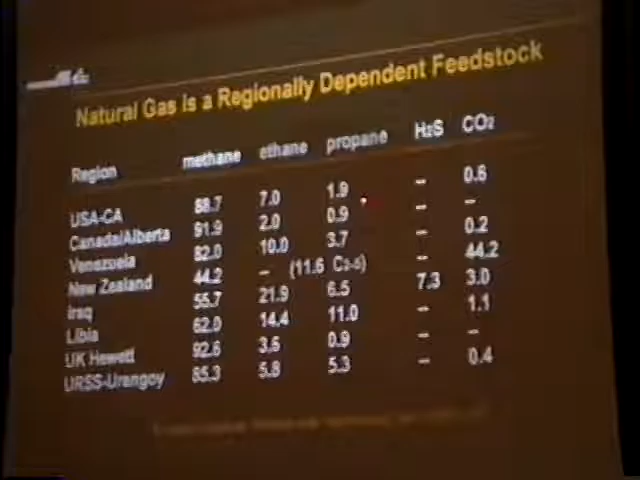 Natural Gas is a Regionally Dependent Feedstock
Region methane ethane propane H2S CO2
USA-CA 88.7 7.0 1.9 -- 0.6
Canada/Alberta 91.9 2.0 0.9 -- --
Venezuela 82.0 10.0 3.7 -- 0.2
New Zealand 44.2 -- (11.6 C2-5) -- 44.2
Iraq 55.7 21.9 6.5 7.3 3.0
Libia 62.0 14.4 11.0 -- 1.1
UK Hewett 92.6 3.6 0.9 -- --
URSS-Urengoy 85.3 5.8 5.3 -- 0.4